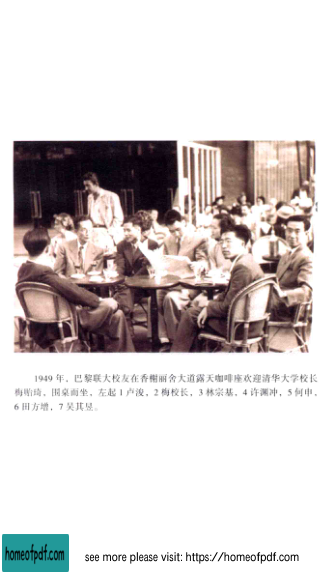 1949 年，巴黎联大校友在香榭丽舍大道露天咖啡座欢迎清华大学校长
梅贻琦，围桌而坐，左起 1 卢浚，2 梅校长，3 林宗基，4 许渊冲，5 何申，
6 田方增，7 吴其昱。
homeofpdf.com
see more please visit: https://homeofpdf.com